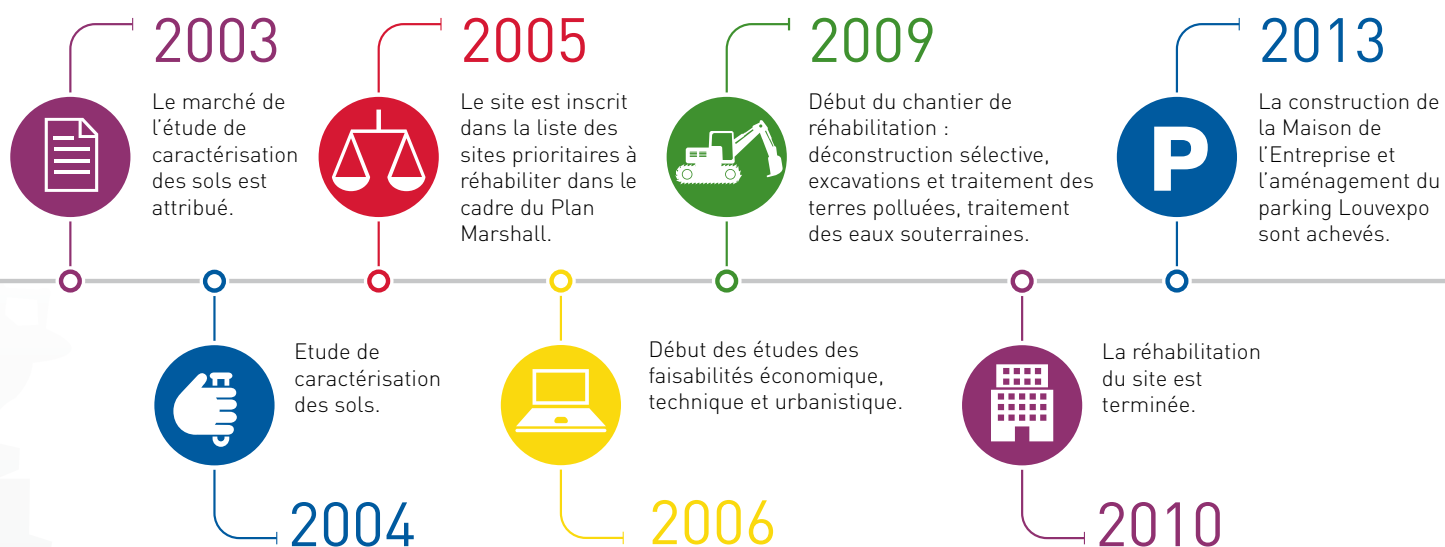 2003
Le marché de
l'étude de
caractérisation
des sols est
attribué.
Etude de
caractérisation
des sols.
2004
2005
Le site est inscrit
dans la liste des
sites prioritaires à
réhabiliter dans le
cadre du Plan
Marshall.
Début des études des
faisabilités économique,
technique et urbanistique.
2006
2009
Début du chantier de
réhabilitation :
déconstruction sélective,
excavations et traitement des
terres polluées, traitement
des eaux souterraines.
La réhabilitation
du site est
terminée.
2010
2013
La construction de
la Maison de
l'Entreprise et
l'aménagement du
parking Louvexpo
sont achevés.
P